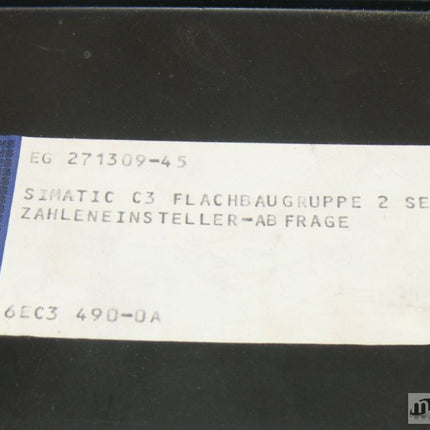 EG 271309-45
SIMATIC C3 FLACHBAUGRUPPE 2 SE
ZAHLENEINSTELLER-ABFRAGE
6EC3 490-0A